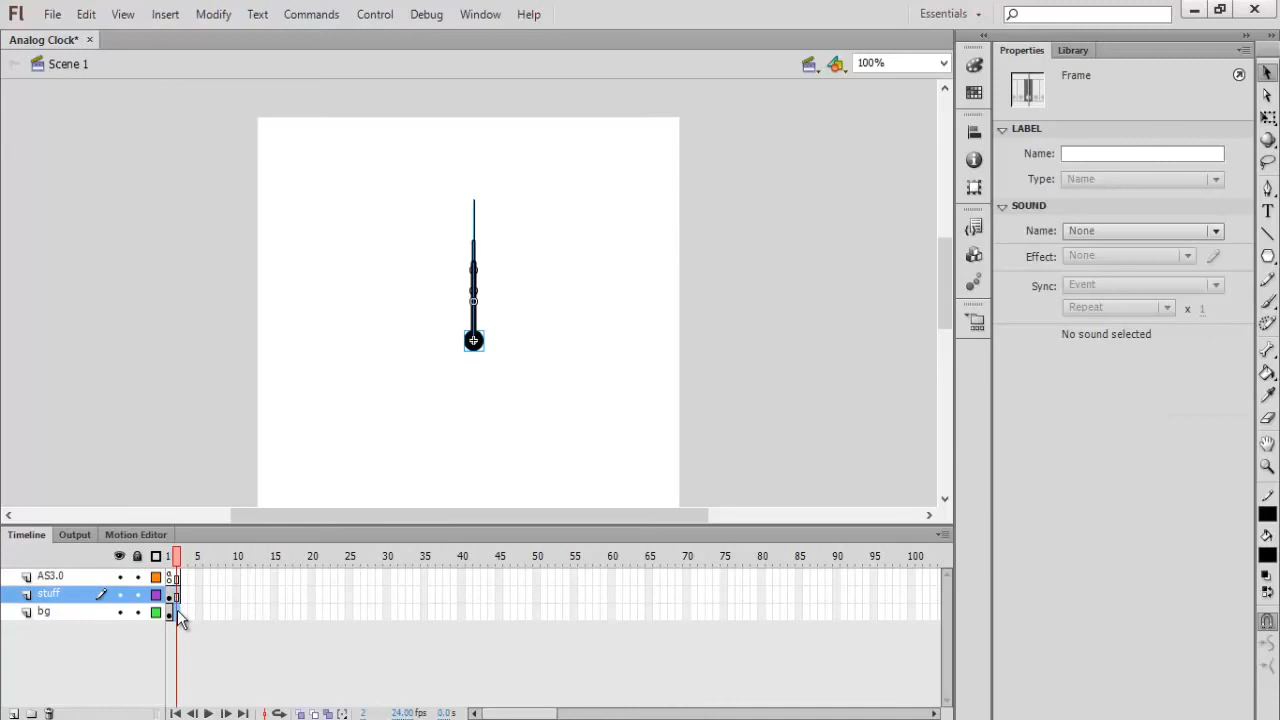 Fl File Edit View Insert Modify Text Commands Control Debug Window Help Essentials
Analog Clock* ×
Scene 1 100%
Properties Library
Frame
LABEL
Name:
Type: Name
SOUND
Name: None
Effect: None
Sync: Event
Repeat x 1
No sound selected
Timeline Output Motion Editor
1 5 10 15 20 25 30 35 40 45 50 55 60 65 70 75 80 85 90 95 100
AS3.0
stuff
bg
2 24.00 fps 0.0 s